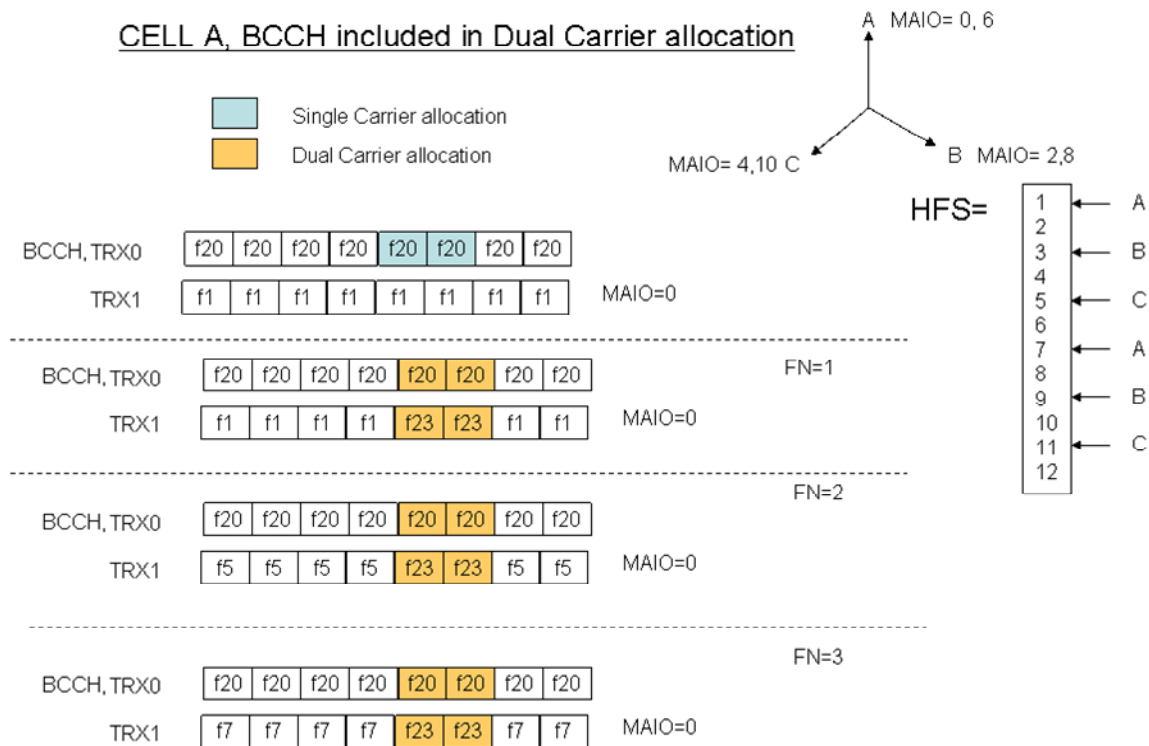 CELL A, BCCH included in Dual Carrier allocation
A MAIO= 0, 6
Single Carrier allocation
Dual Carrier allocation
MAIO= 4,10 C
B MAIO= 2,8
HFS=
1 A
2
3 B
4
5 C
6
7 A
8
9 B
10
11 C
12
BCCH, TRX0 f20 f20 f20 f20 f20 f20 f20 f20
TRX1 f1 f1 f1 f1 f1 f1 f1 f1 MAIO=0
FN=1
BCCH, TRX0 f20 f20 f20 f20 f20 f20 f20 f20
TRX1 f1 f1 f1 f1 f23 f23 f1 f1 MAIO=0
FN=2
BCCH, TRX0 f20 f20 f20 f20 f20 f20 f20 f20
TRX1 f5 f5 f5 f5 f23 f23 f5 f5 MAIO=0
FN=3
BCCH, TRX0 f20 f20 f20 f20 f20 f20 f20 f20
TRX1 f7 f7 f7 f7 f23 f23 f7 f7 MAIO=0